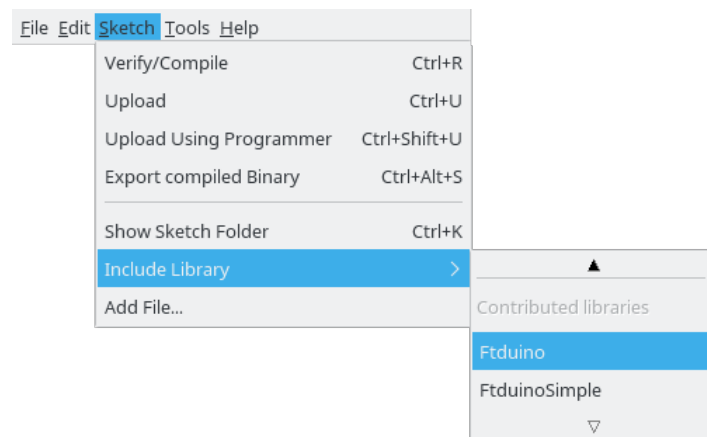 File Edit Sketch Tools Help
Verify/Compile Ctrl+R
Upload Ctrl+U
Upload Using Programmer Ctrl+Shift+U
Export compiled Binary Ctrl+Alt+S
Show Sketch Folder Ctrl+K
Include Library
Add File...
Contributed libraries
Ftduino
FtduinoSimple